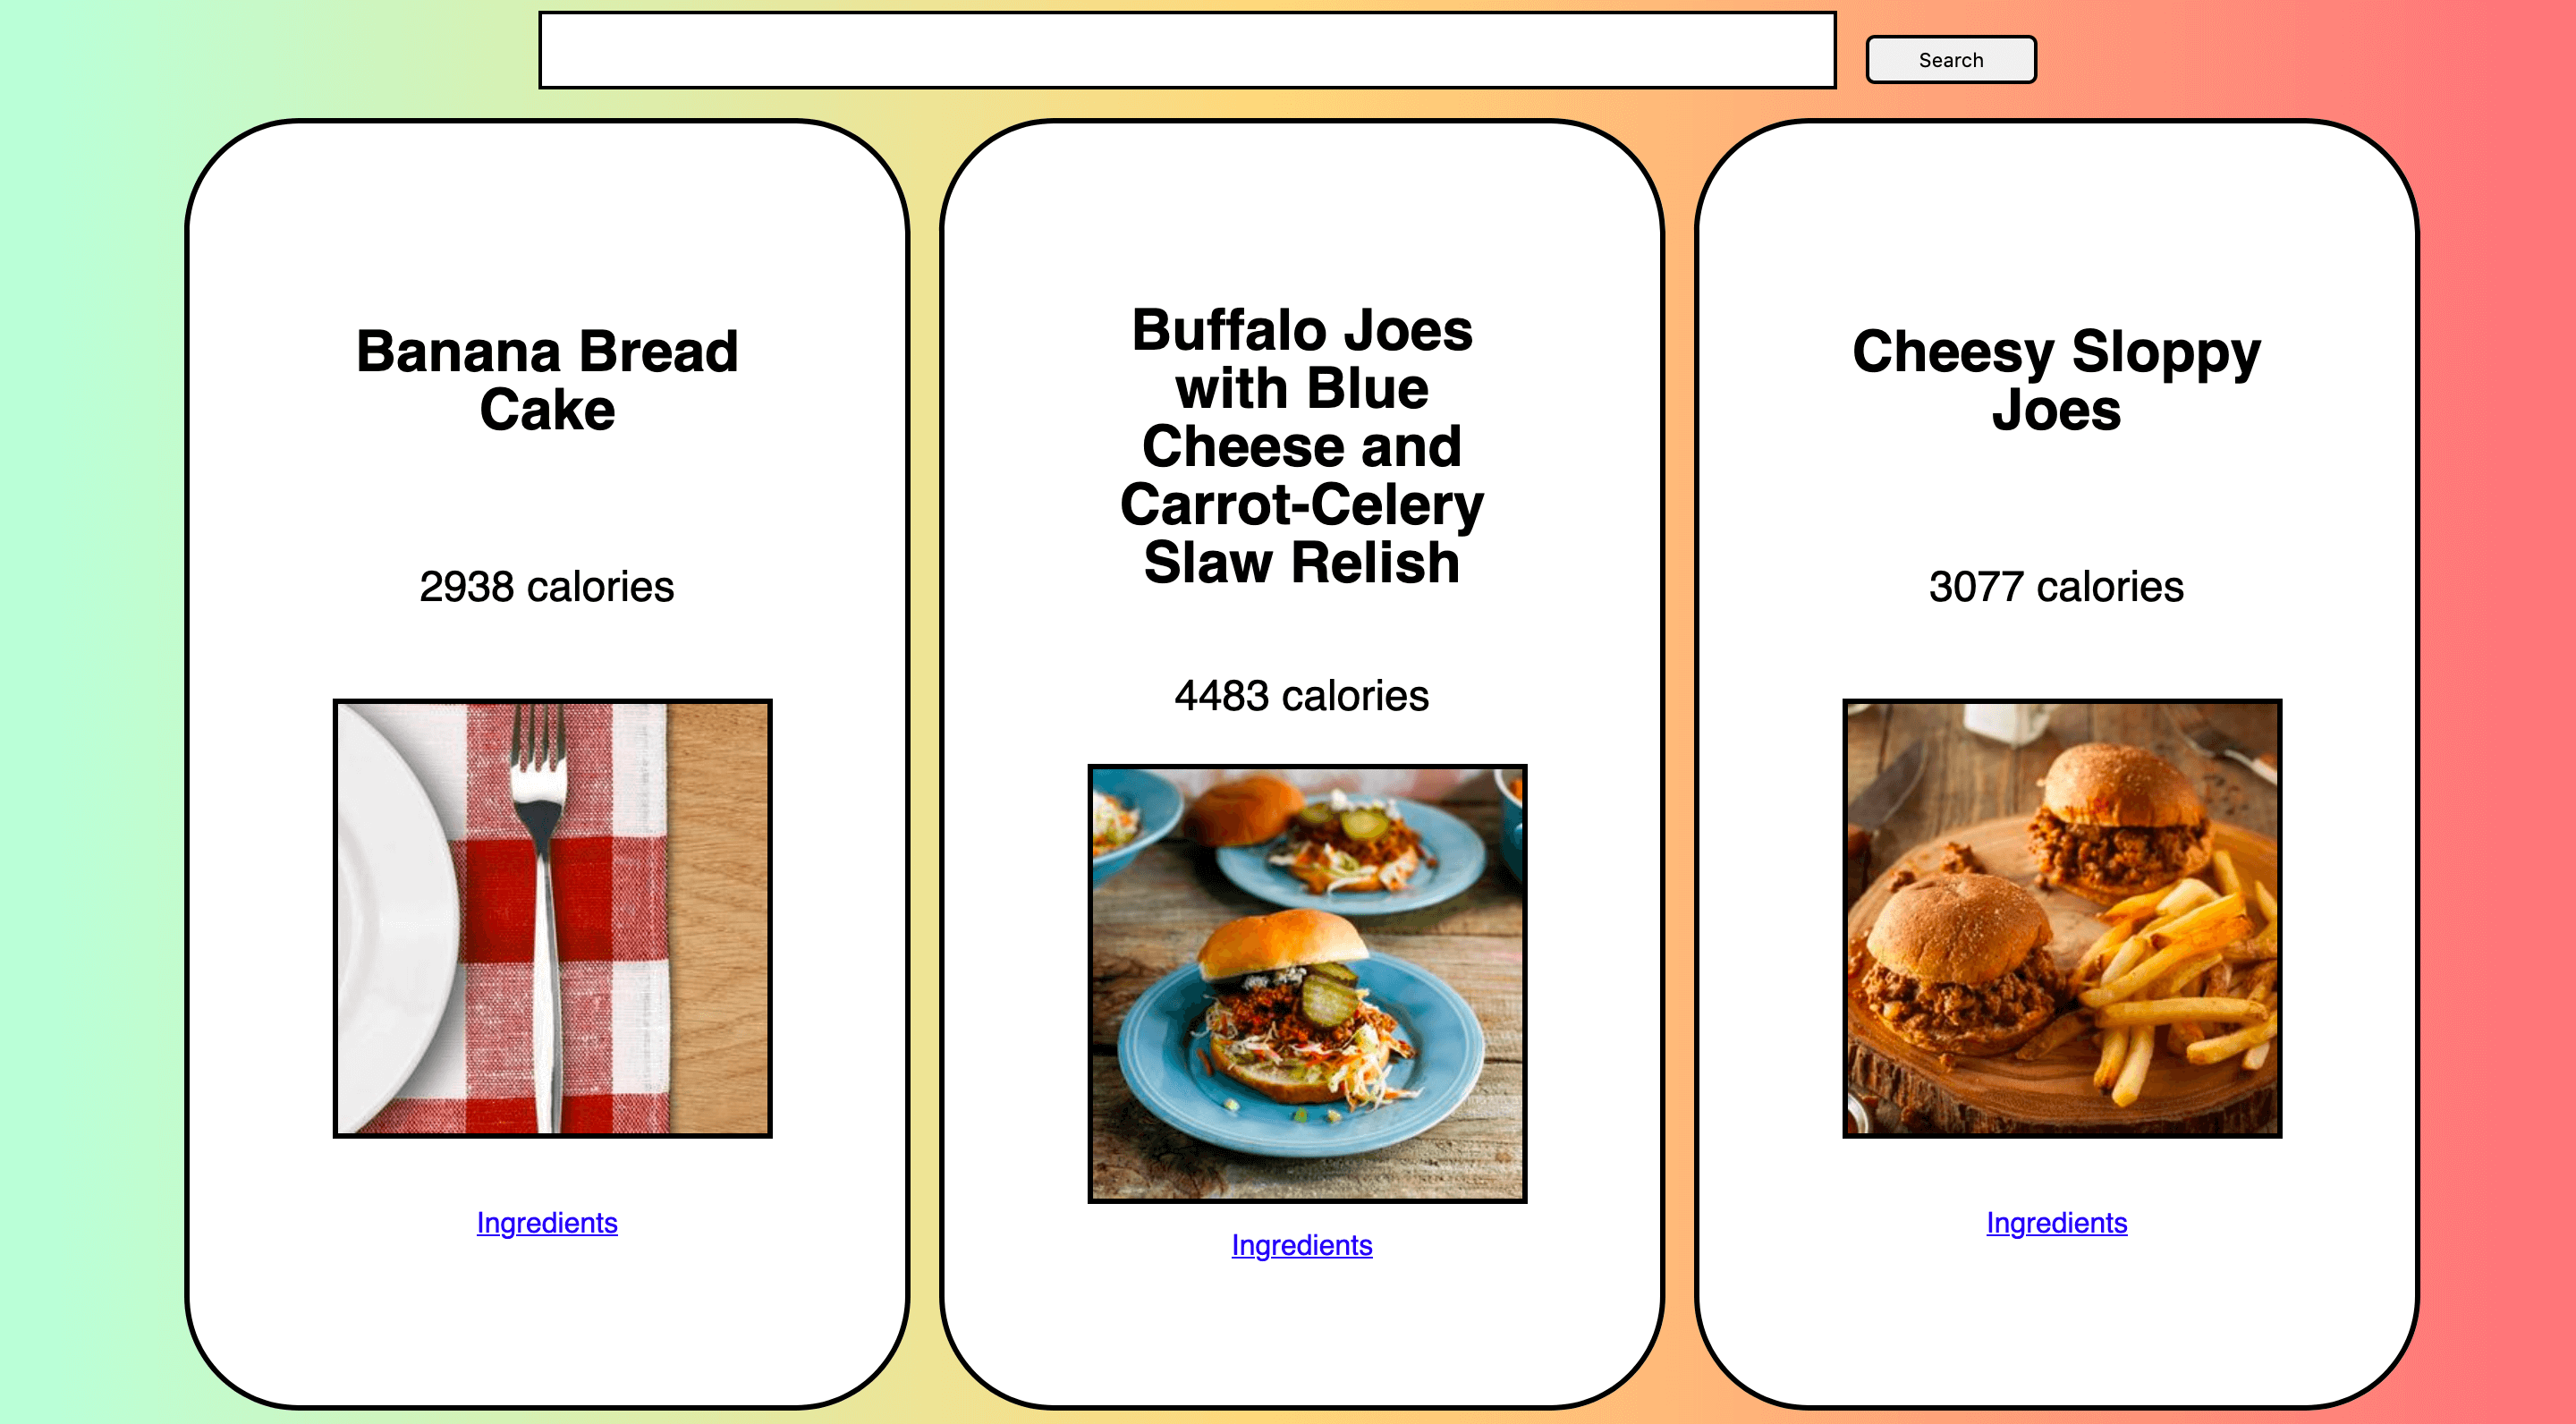 Search
Banana Bread
Cake
2938 calories
Ingredients
Buffalo Joes
with Blue
Cheese and
Carrot-Celery
Slaw Relish
4483 calories
Ingredients
Cheesy Sloppy
Joes
3077 calories
Ingredients